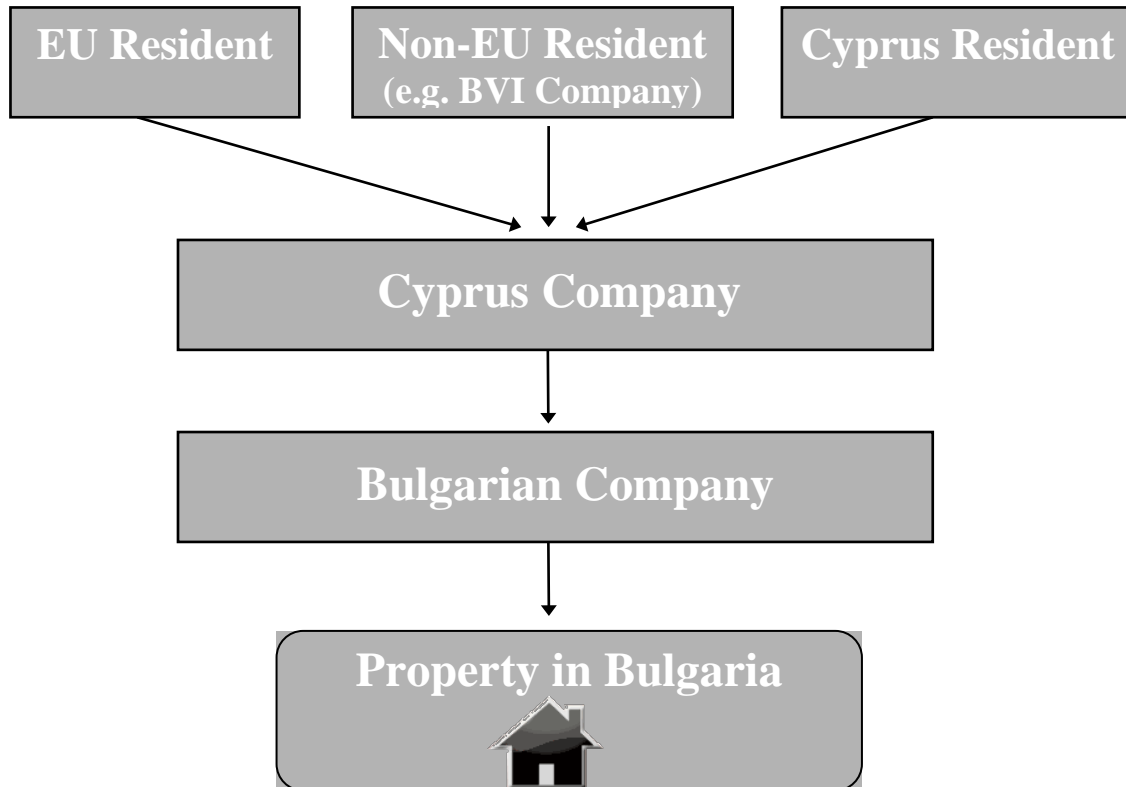 EU Resident
Non-EU Resident
(e.g. BVI Company)
Cyprus Resident
Cyprus Company
Bulgarian Company
Property in Bulgaria